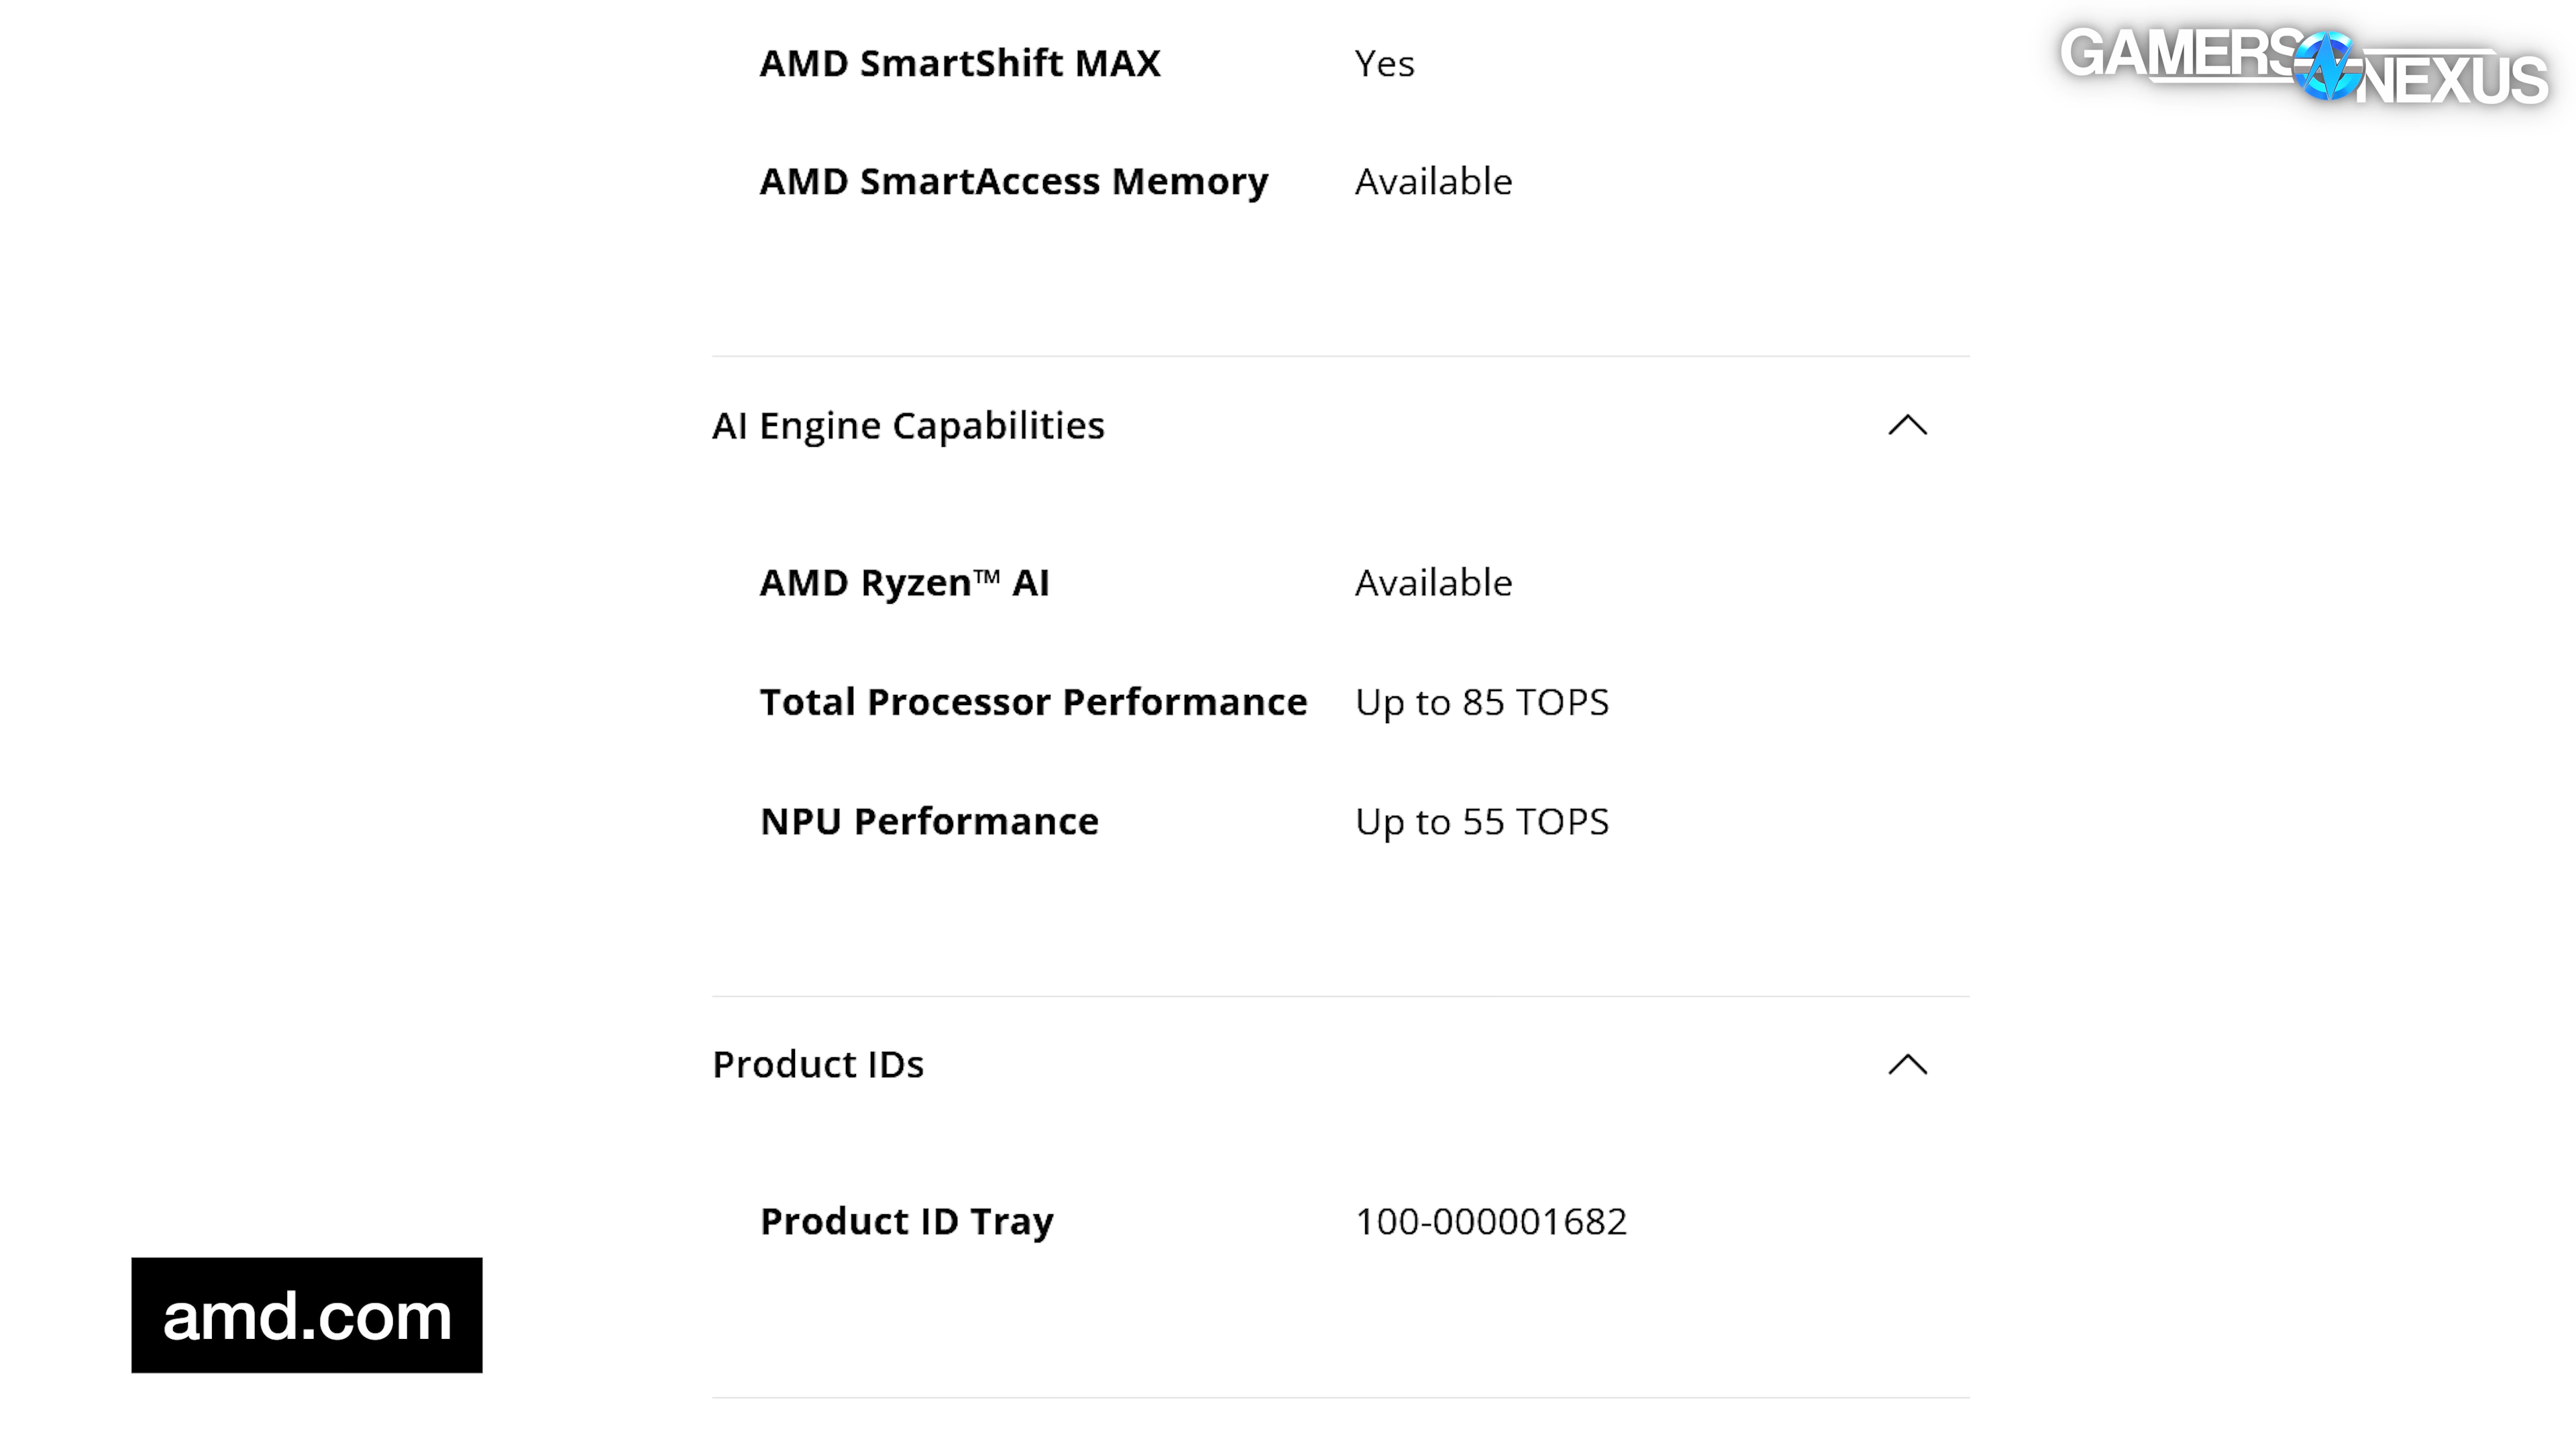 GAMERS NEXUS
AMD SmartShift MAX Yes
AMD SmartAccess Memory Available
AI Engine Capabilities
AMD Ryzen™ AI Available
Total Processor Performance Up to 85 TOPS
NPU Performance Up to 55 TOPS
Product IDs
Product ID Tray 100-000001682
amd.com